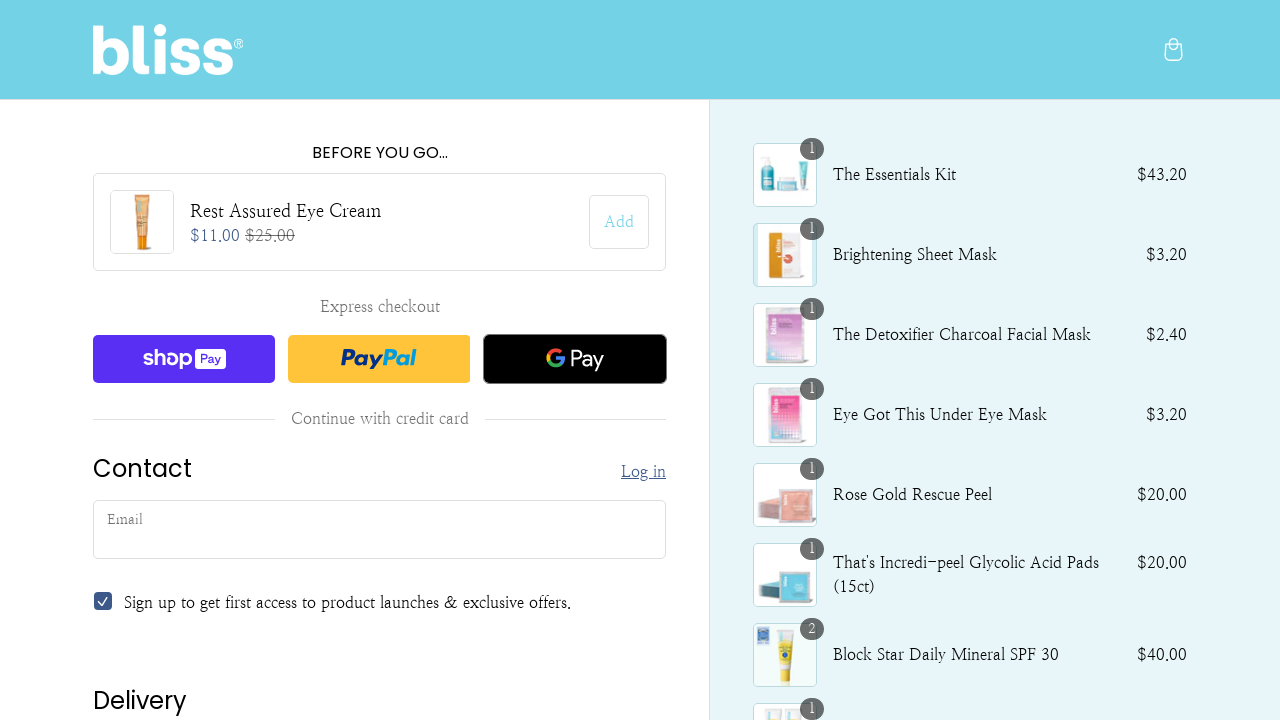 bliss®
BEFORE YOU GO...
Rest Assured Eye Cream
$11.00 $25.00
Add
Express checkout
shop Pay
PayPal
G Pay
Continue with credit card
Contact
Log in
Email
Sign up to get first access to product launches & exclusive offers.
Delivery
1
The Essentials Kit
$43.20
1
Brightening Sheet Mask
$3.20
1
The Detoxifier Charcoal Facial Mask
$2.40
1
Eye Got This Under Eye Mask
$3.20
1
Rose Gold Rescue Peel
$20.00
1
That's Incredi-peel Glycolic Acid Pads
(15ct)
$20.00
2
Block Star Daily Mineral SPF 30
$40.00
1